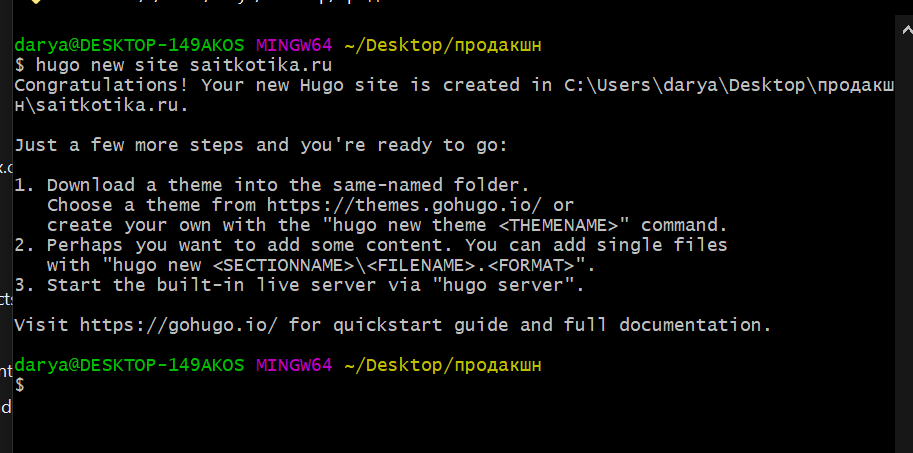 darya@DESKTOP-149AKOS MINGW64 ~/Desktop/продакшн
$ hugo new site saitkotika.ru
Congratulations! Your new Hugo site is created in C:\Users\darya\Desktop\продакш
н\saitkotika.ru.
Just a few more steps and you're ready to go:
1. Download a theme into the same-named folder.
Choose a theme from https://themes.gohugo.io/ or
create your own with the "hugo new theme <THEMENAME>" command.
2. Perhaps you want to add some content. You can add single files
with "hugo new <SECTIONNAME>\<FILENAME>.<FORMAT>".
3. Start the built-in live server via "hugo server".
Visit https://gohugo.io/ for quickstart guide and full documentation.
darya@DESKTOP-149AKOS MINGW64 ~/Desktop/продакшн
$